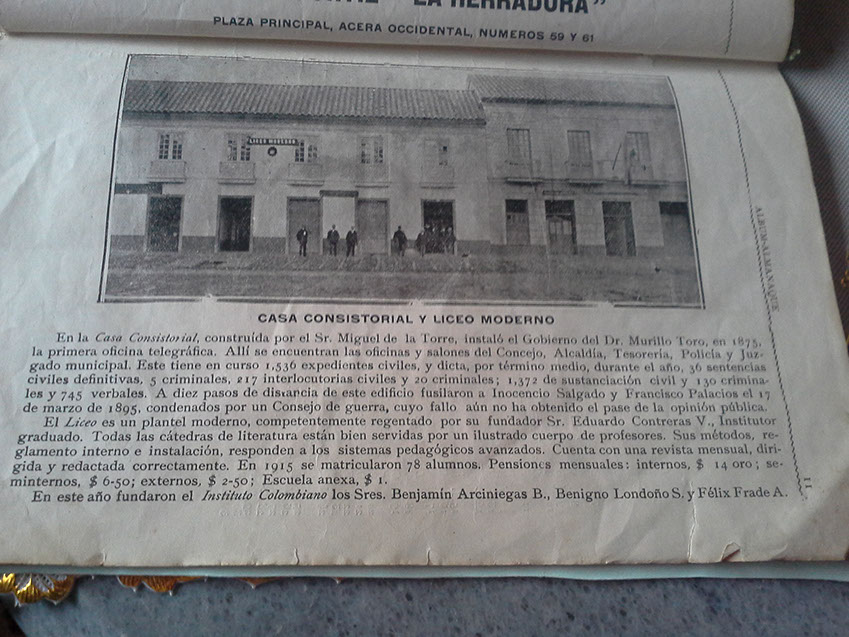 "LA HERRADURA"
PLAZA PRINCIPAL, ACERA OCCIDENTAL, NUMEROS 59 Y 61
LICEO MODERNO
CASA CONSISTORIAL Y LICEO MODERNO
En la Casa Consistorial, construída por el Sr. Miguel de la Torre, instaló el Gobierno del Dr. Murillo Toro, en 1875,
la primera oficina telegráfica. Allí se encuentran las oficinas y salones del Concejo, Alcaldía, Tesorería, Policía y Juz-
gado municipal. Este tiene en curso 1,536 expedientes civiles, y dicta, por término medio, durante el año, 36 sentencias
civiles definitivas, 5 criminales, 217 interlocutorias civiles y 20 criminales; 1,372 de sustanciación civil y 130 crimina-
les y 745 verbales. A diez pasos de distancia de este edificio fusilaron a Inocencio Salgado y Francisco Palacios el 17
de marzo de 1895, condenados por un Consejo de guerra, cuyo fallo aún no ha obtenido el pase de la opinión pública.
El Liceo es un plantel moderno, competentemente regentado por su fundador Sr. Eduardo Contreras V., Institutor
graduado. Todas las cátedras de literatura están bien servidas por un ilustrado cuerpo de profesores. Sus métodos, re-
glamento interno e instalación, responden a los sistemas pedagógicos avanzados. Cuenta con una revista mensual, diri-
gida y redactada correctamente. En 1915 se matricularon 78 alumnos. Pensiones mensuales: internos, $ 14 oro; se-
minternos, $ 6-50; externos, $ 2-50; Escuela anexa, $ 1.
En este año fundaron el Instituto Colombiano los Sres. Benjamín Arciniegas B., Benigno Londoño S. y Félix Frade A.
ALMANAQUE
11